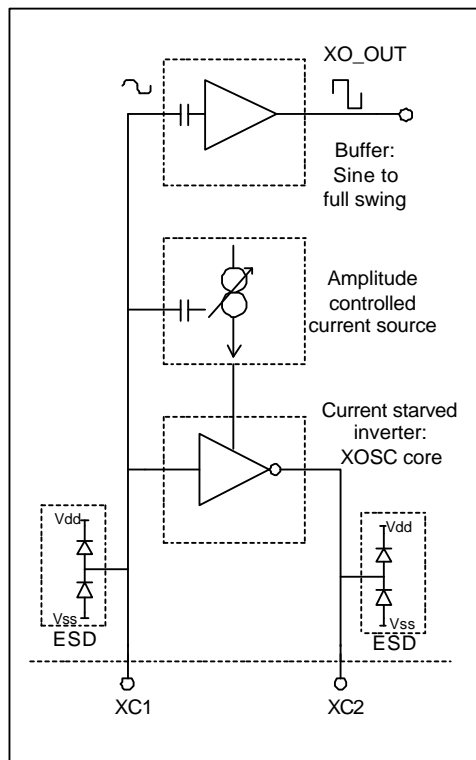 XO_OUT
Buffer:
Sine to
full swing
Amplitude
controlled
current source
Current starved
inverter:
XOSC core
Vdd
Vss
ESD
Vdd
Vss
ESD
XC1
XC2